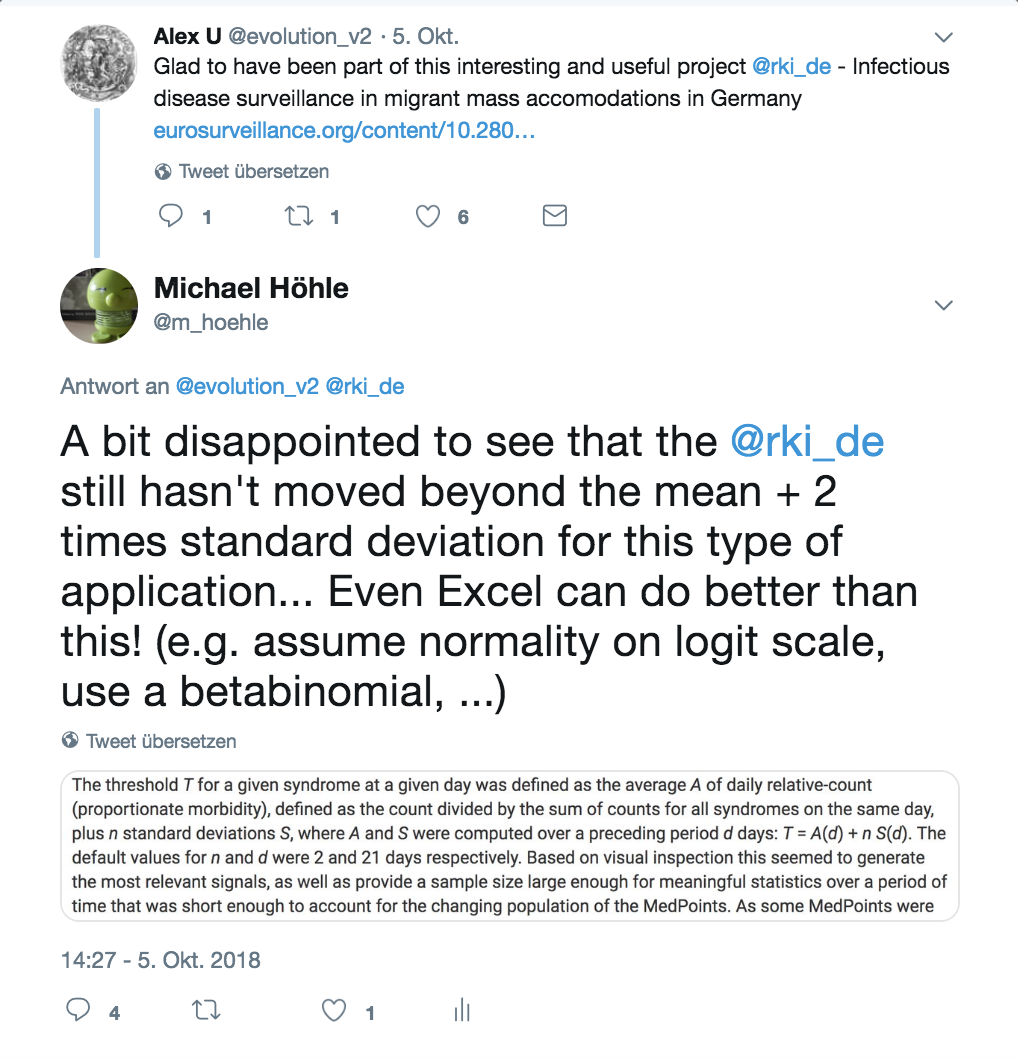 Alex U @evolution_v2 · 5. Okt.
Glad to have been part of this interesting and useful project @rki_de - Infectious
disease surveillance in migrant mass accomodations in Germany
eurosurveillance.org/content/10.280…
Tweet übersetzen
1 1 6
Michael Höhle
@m_hoehle
Antwort an @evolution_v2 @rki_de
A bit disappointed to see that the @rki_de
still hasn't moved beyond the mean + 2
times standard deviation for this type of
application... Even Excel can do better than
this! (e.g. assume normality on logit scale,
use a betabinomial, ...)
Tweet übersetzen
The threshold T for a given syndrome at a given day was defined as the average A of daily relative-count
(proportionate morbidity), defined as the count divided by the sum of counts for all syndromes on the same day,
plus n standard deviations S, where A and S were computed over a preceding period d days: T = A(d) + n S(d). The
default values for n and d were 2 and 21 days respectively. Based on visual inspection this seemed to generate
the most relevant signals, as well as provide a sample size large enough for meaningful statistics over a period of
time that was short enough to account for the changing population of the MedPoints. As some MedPoints were
14:27 - 5. Okt. 2018
4 1